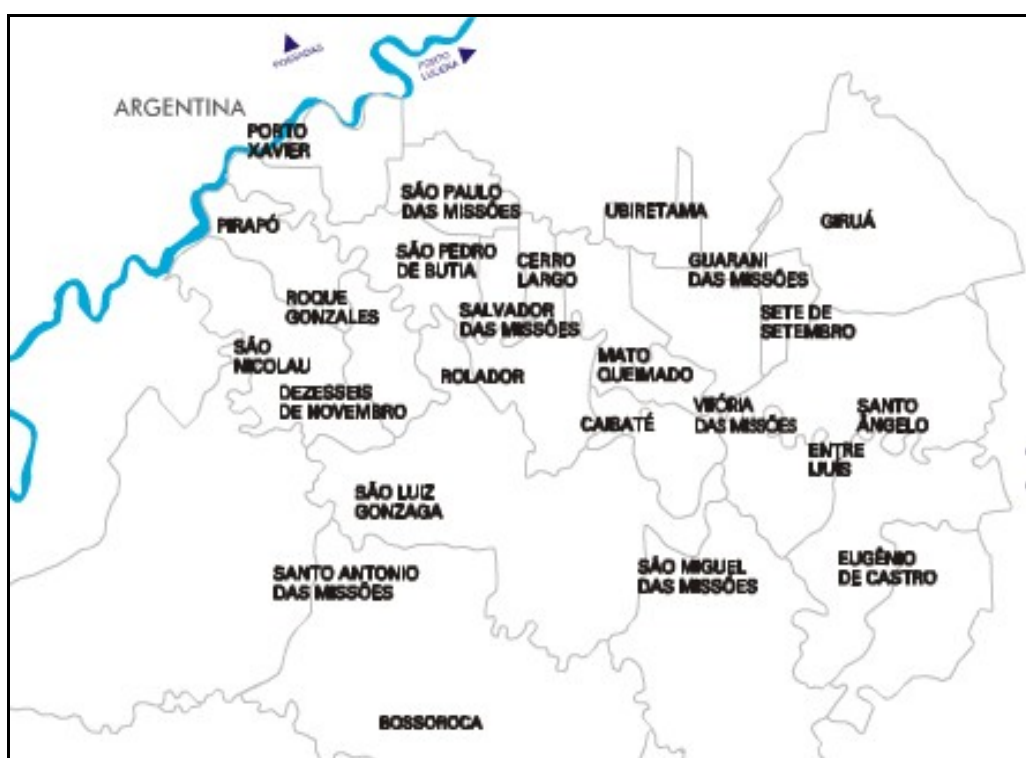 POSSADAS
PORTO
LUCENA
ARGENTINA
PORTO
XAVIER
SÃO PAULO
DAS MISSÕES
UBIRETAMA
GIRUÁ
PIRAPÓ
SÃO PEDRO
DE BUTIA
CERRO
LARGO
GUARANI
DAS MISSÕES
ROQUE
GONZALES
SALVADOR
DAS MISSÕES
SETE DE
SETEMBRO
SÃO
NICOLAU
ROLADOR
MATO
QUEIMADO
DEZESSEIS
DE NOVEMBRO
CAIBATÉ
VITÓRIA
DAS MISSÕES
SANTO
ÂNGELO
ENTRE
IJUÍS
SÃO LUIZ
GONZAGA
SANTO ANTONIO
DAS MISSÕES
SÃO MIGUEL
DAS MISSÕES
EUGÊNIO
DE CASTRO
BOSSOROCA